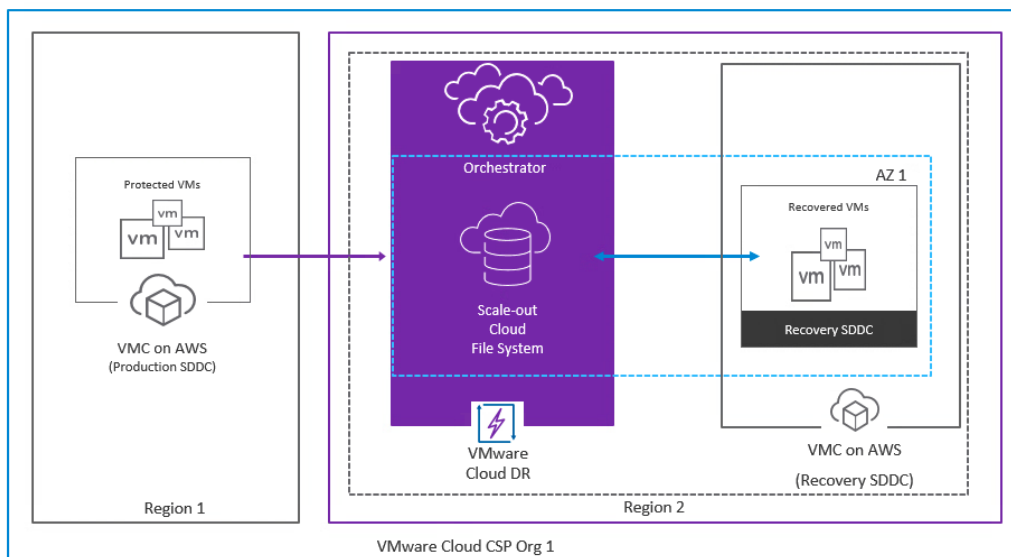 Protected VMs
vm
vm
vm
VMC on AWS
(Production SDDC)
Region 1
Orchestrator
Scale-out
Cloud
File System
VMware
Cloud DR
AZ 1
Recovered VMs
vm
vm
vm
Recovery SDDC
VMC on AWS
(Recovery SDDC)
Region 2
VMware Cloud CSP Org 1